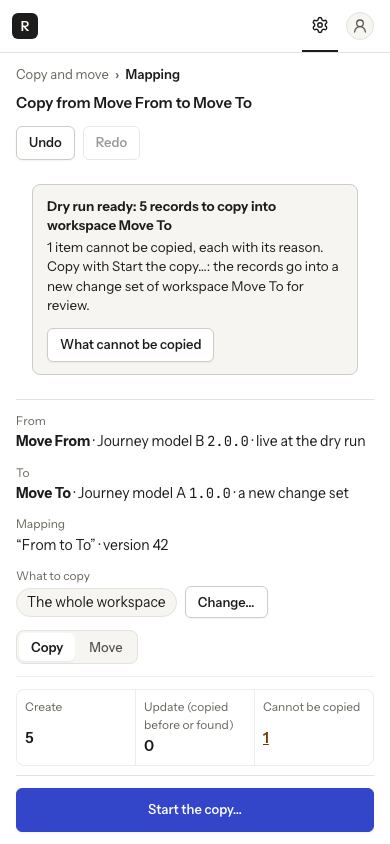 R
Copy and move › Mapping
Copy from Move From to Move To
Undo
Redo
Dry run ready: 5 records to copy into
workspace Move To
1 item cannot be copied, each with its reason.
Copy with Start the copy…: the records go into a
new change set of workspace Move To for
review.
What cannot be copied
From
Move From · Journey model B 2.0.0 · live at the dry run
To
Move To · Journey model A 1.0.0 · a new change set
Mapping
“From to To” · version 42
What to copy
The whole workspace
Change…
Copy
Move
Create
5
Update (copied
before or found)
0
Cannot be copied
1
Start the copy…